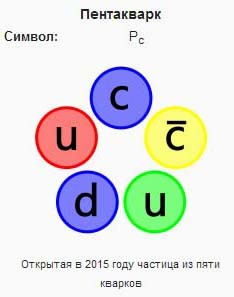 Пентакварк
Символ: Pc
c
u c̅
d u
Открытая в 2015 году частица из пяти
кварков